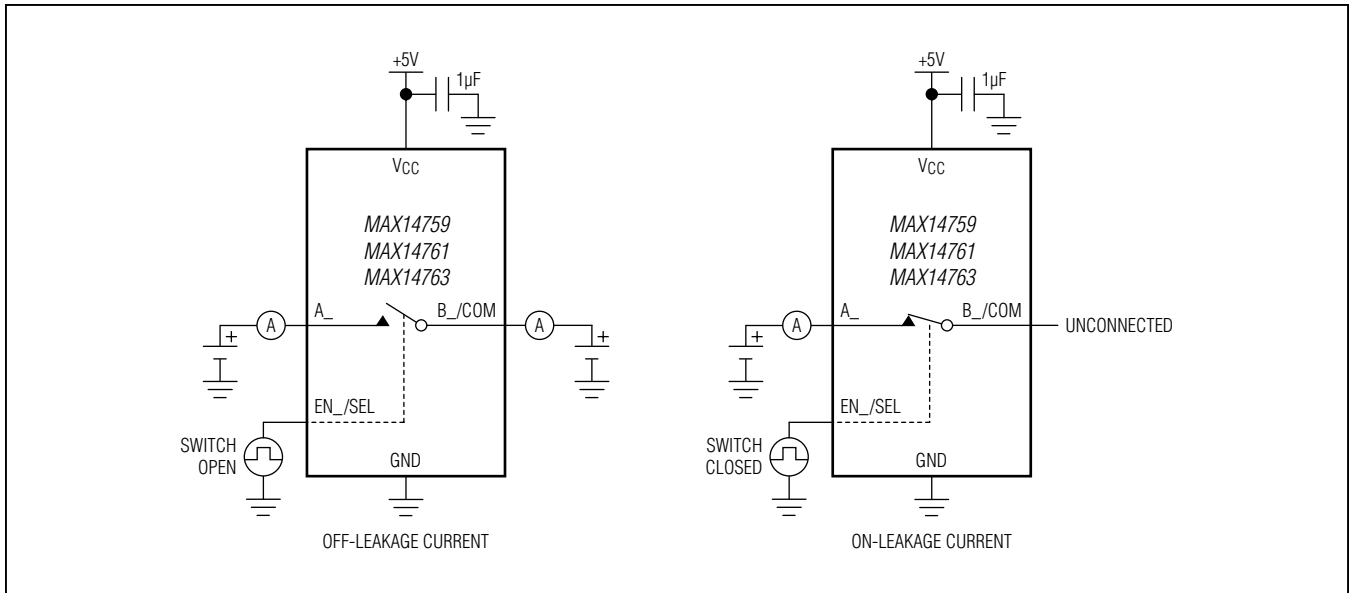 +5V
1µF
VCC
MAX14759
MAX14761
MAX14763
A_
B_/COM
A
+
A
+
EN_/SEL
SWITCH
OPEN
GND
OFF-LEAKAGE CURRENT
+5V
1µF
VCC
MAX14759
MAX14761
MAX14763
A_
B_/COM
A
+
UNCONNECTED
EN_/SEL
SWITCH
CLOSED
GND
ON-LEAKAGE CURRENT